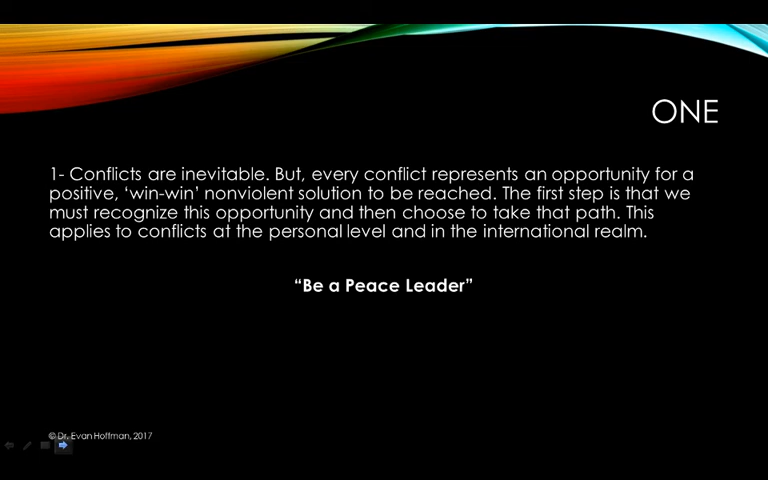 ONE
1- Conflicts are inevitable. But, every conflict represents an opportunity for a
positive, ‘win-win’ nonviolent solution to be reached. The first step is that we
must recognize this opportunity and then choose to take that path. This
applies to conflicts at the personal level and in the international realm.
“Be a Peace Leader”
© Dr. Evan Hoffman, 2017